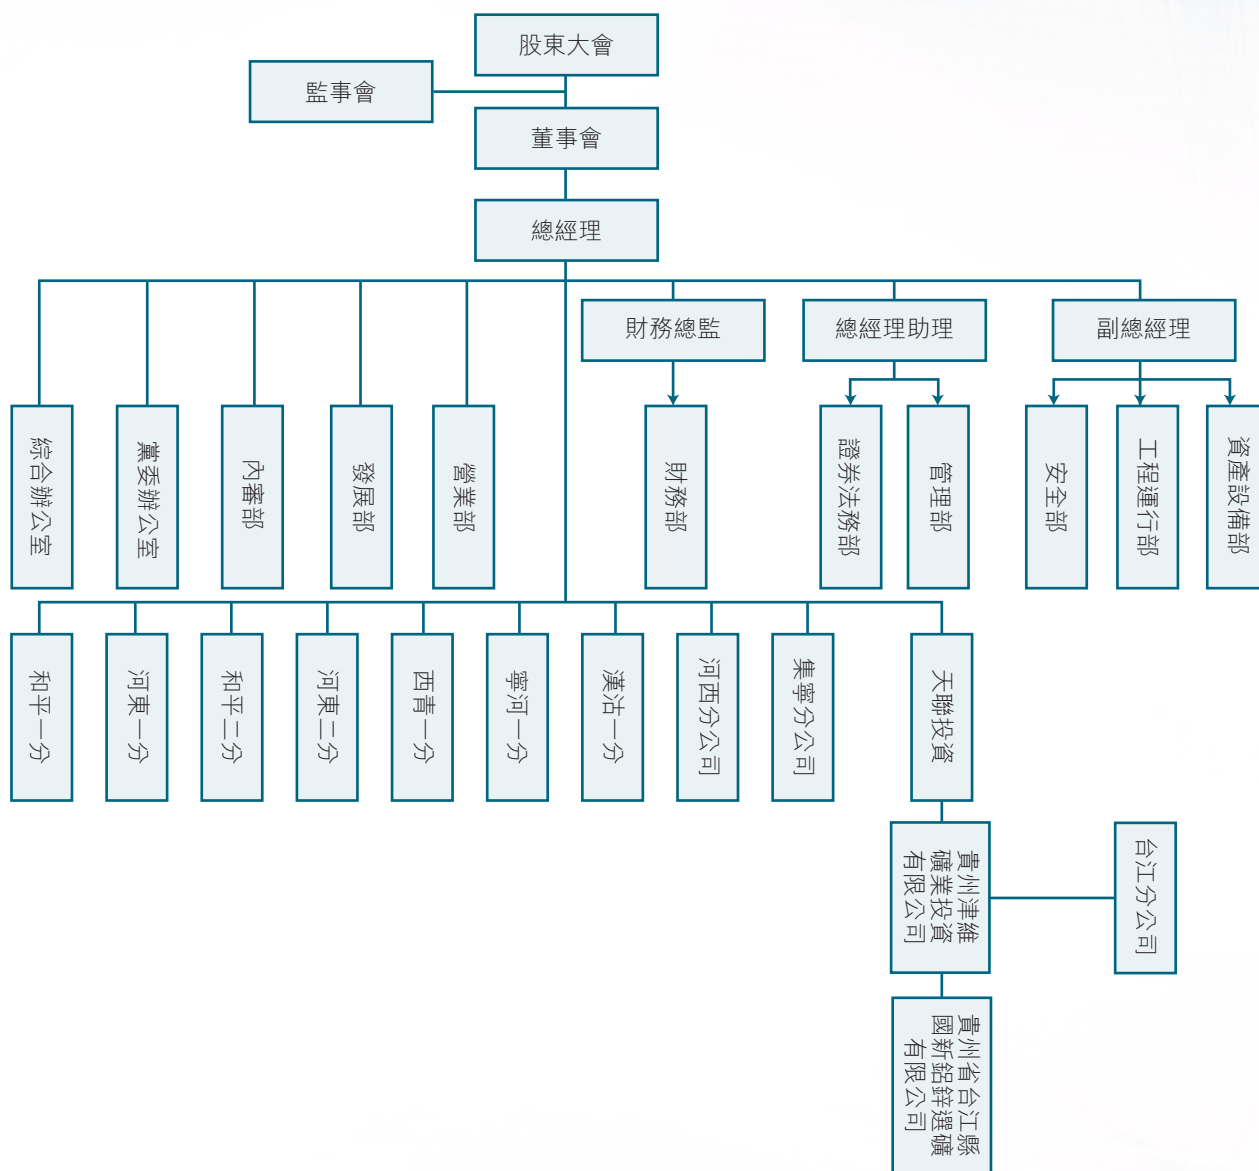 股東大會
監事會
董事會
總經理
財務總監
總經理助理
副總經理
綜合辦公室
黨委辦公室
內審部
發展部
營業部
財務部
證券法務部
管理部
安全部
工程運行部
資產設備部
和平一分
河東一分
和平二分
河東二分
西青一分
寧河一分
漢沽一分
河西分公司
集寧分公司
天聯投資
貴州津維
礦業投資
有限公司
台江分公司
貴州省台江縣
國新鉛鋅選礦
有限公司